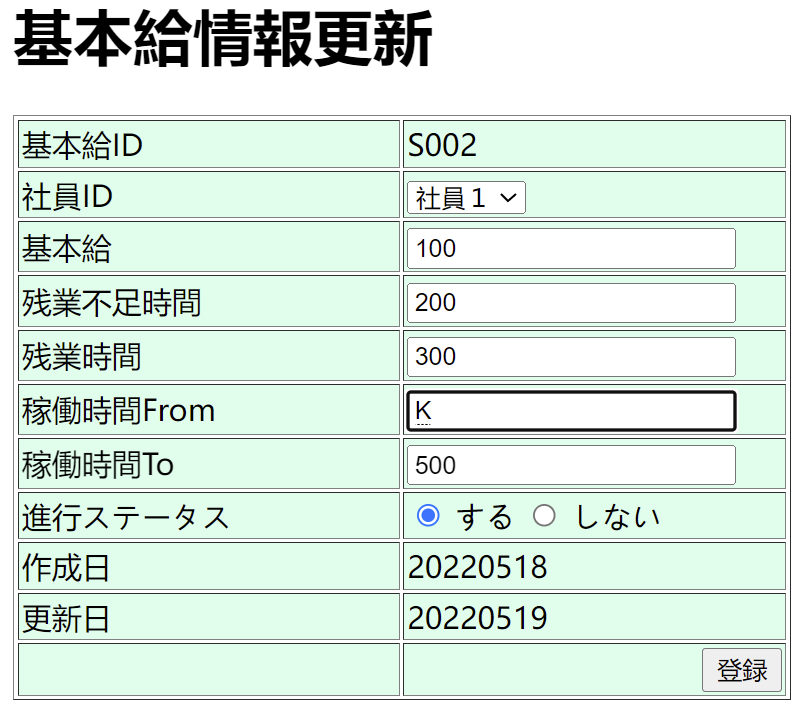 基本給情報更新
基本給ID S002
社員ID 社員１
基本給 100
残業不足時間 200
残業時間 300
稼働時間From K
稼働時間To 500
進行ステータス する しない
作成日 20220518
更新日 20220519
登録